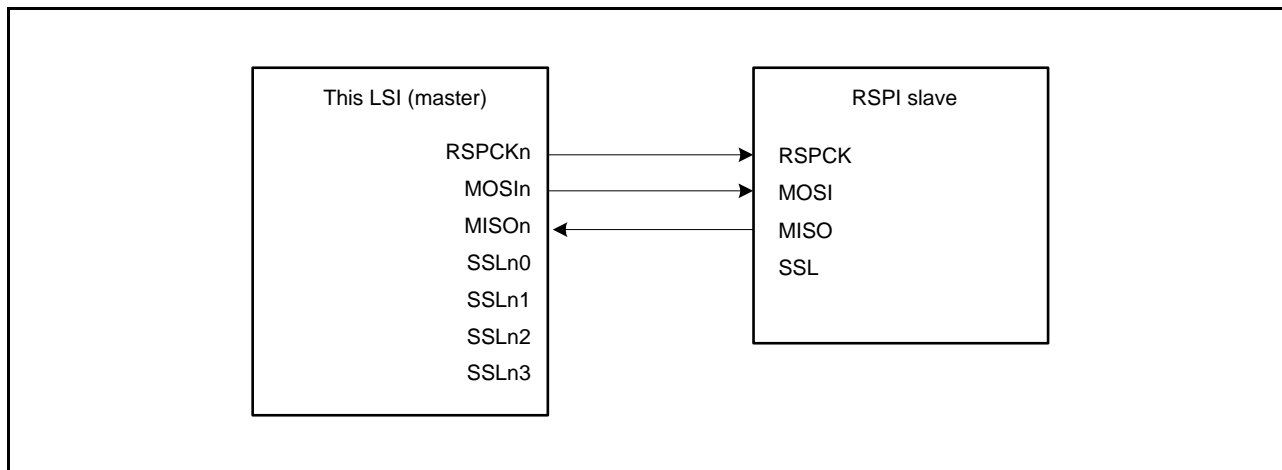 This LSI (master)
RSPCKn
MOSIn
MISOn
SSLn0
SSLn1
SSLn2
SSLn3
RSPI slave
RSPCK
MOSI
MISO
SSL